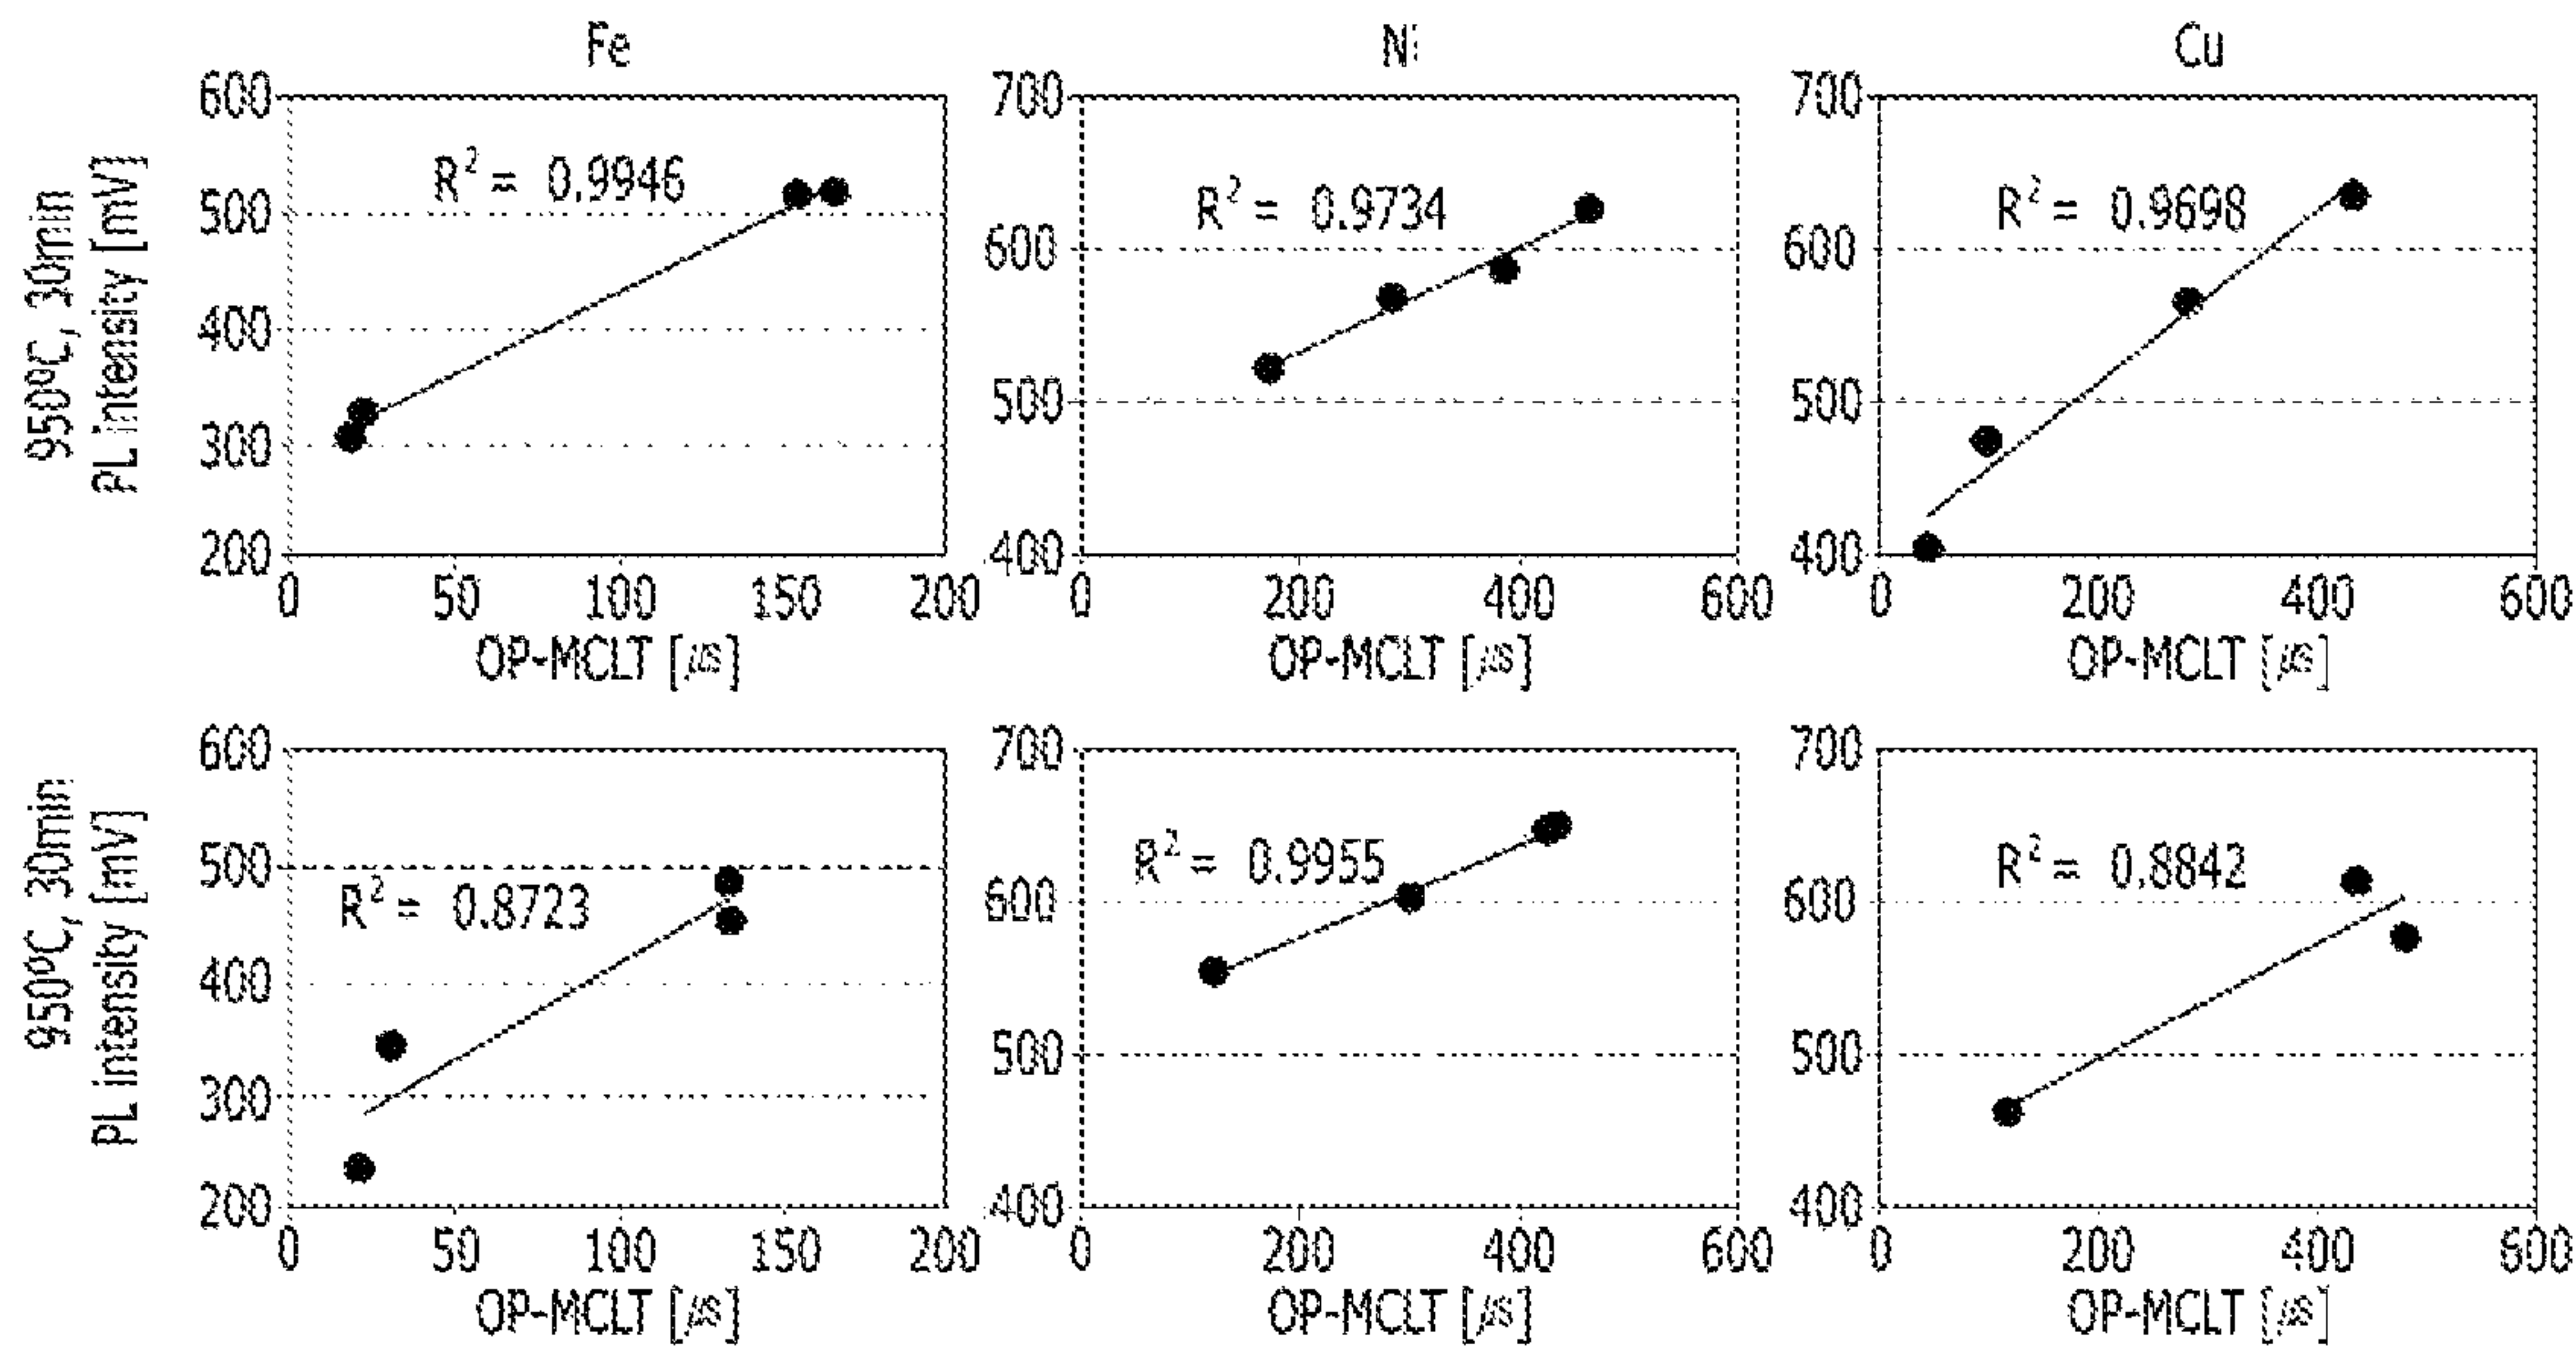 Fe
Ni
Cu
950ºC, 30min
PL intensity [mV]
600
500
400
300
200
R² = 0.9946
0 50 100 150 200
OP-MCLT [㎲]
700
600
500
400
R² = 0.9734
0 200 400 600
OP-MCLT [㎲]
700
600
500
400
R² = 0.9698
0 200 400 600
OP-MCLT [㎲]
950ºC, 30min
PL intensity [mV]
600
500
400
300
200
R² = 0.8723
0 50 100 150 200
OP-MCLT [㎲]
700
600
500
400
R² = 0.9955
0 200 400 600
OP-MCLT [㎲]
700
600
500
400
R² = 0.8842
0 200 400 600
OP-MCLT [㎲]